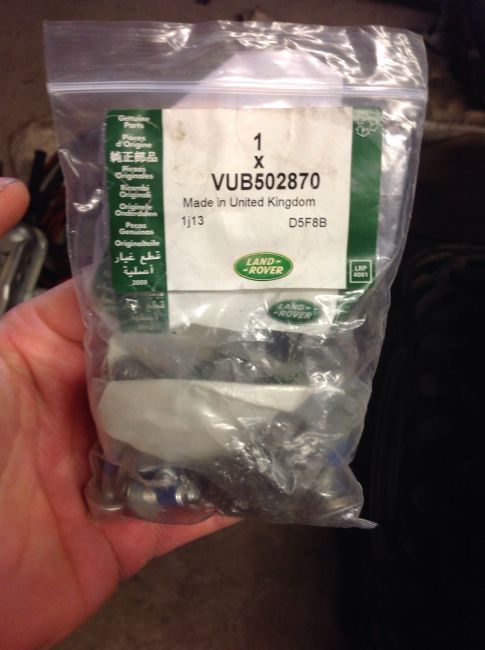 Genuine
Parts
Pièces
d'Origine
純正部品
Piezas
Originales
Ricambi
Originali
Originele
Onderdelen
Peças
Genuínas
Originalteile
قطع غيار
أصلية
2008
1
x
VUB502870
Made in United Kingdom
1j13 D5F8B
LAND-
-ROVER
LRP
4001
LAND-
-ROVER